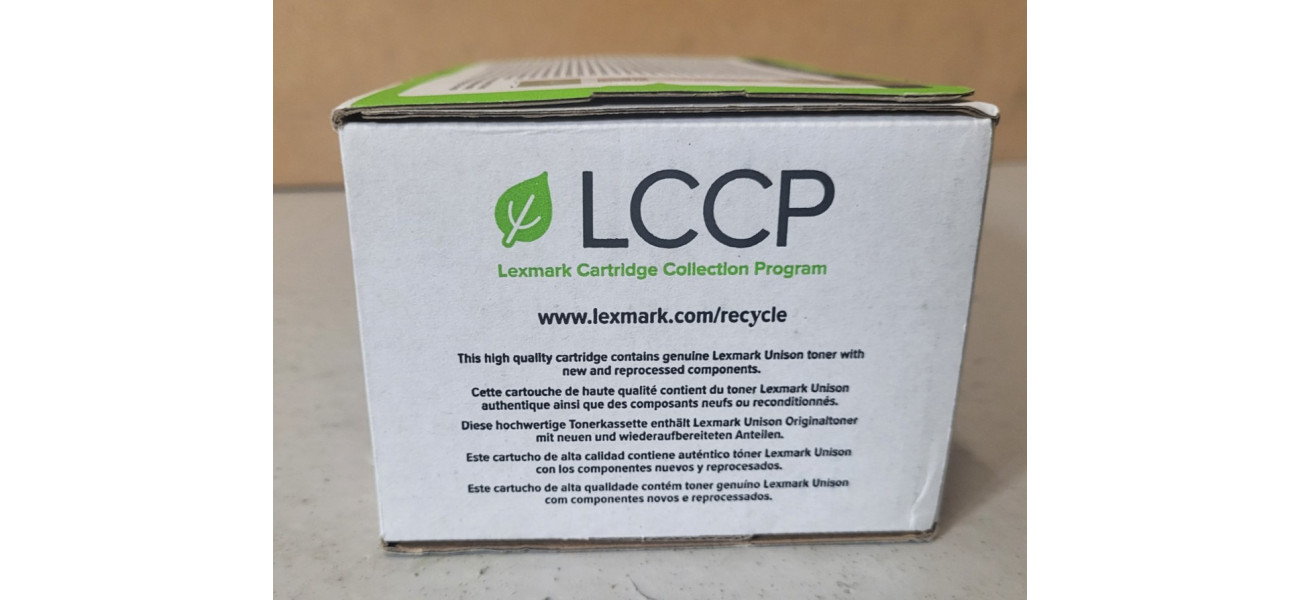 LCCP
Lexmark Cartridge Collection Program
www.lexmark.com/recycle
This high quality cartridge contains genuine Lexmark Unison toner with
new and reprocessed components.
Cette cartouche de haute qualité contient du toner Lexmark Unison
authentique ainsi que des composants neufs ou reconditionnés.
Diese hochwertige Tonerkassette enthält Lexmark Unison Originaltoner
mit neuen und wiederaufbereiteten Anteilen.
Este cartucho de alta calidad contiene auténtico tóner Lexmark Unison
con los componentes nuevos y reprocesados.
Este cartucho de alta qualidade contém toner genuíno Lexmark Unison
com componentes novos e reprocessados.